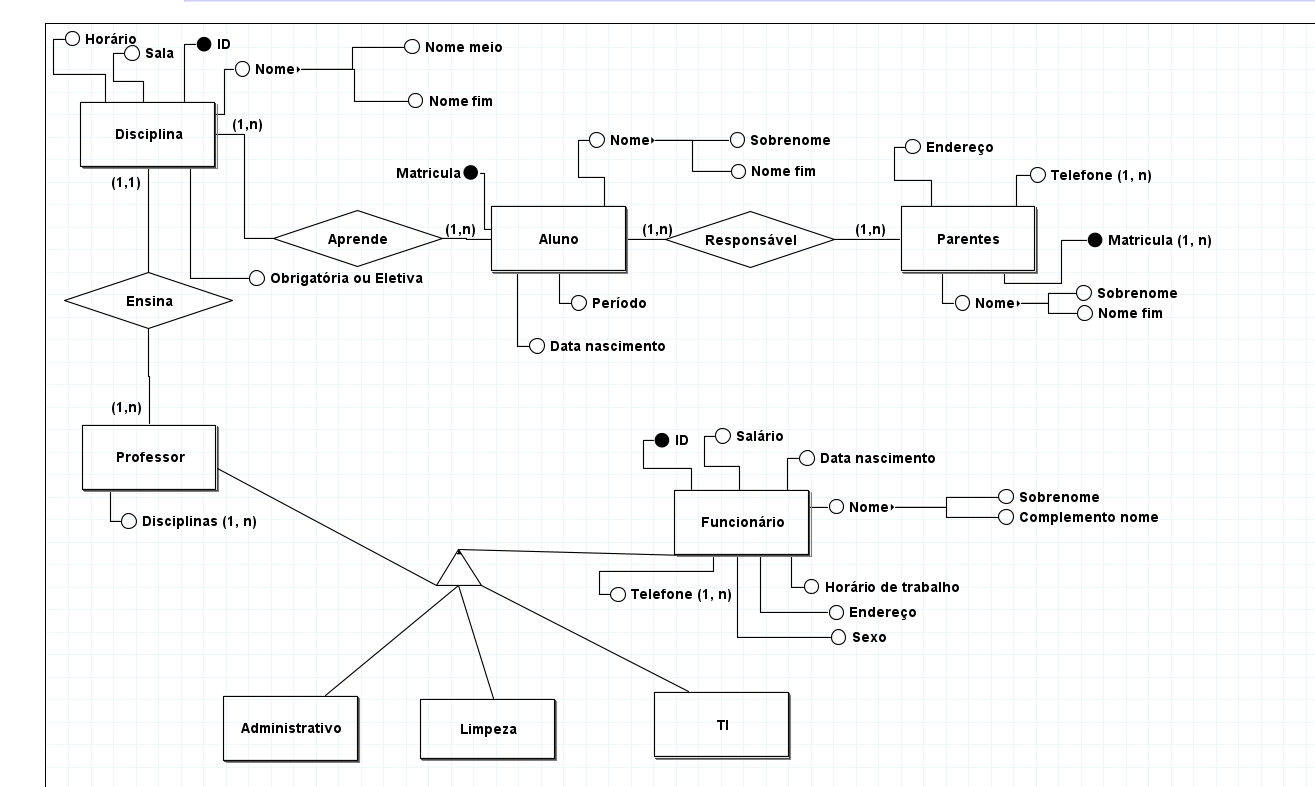 Horário
Sala
ID
Nome
Nome meio
Nome fim
Disciplina
(1,n)
(1,1)
Matricula
Nome
Sobrenome
Nome fim
Endereço
Telefone (1, n)
Aprende
(1,n)
Aluno
(1,n)
Responsável
(1,n)
Parentes
Matricula (1, n)
Obrigatória ou Eletiva
Ensina
Período
Nome
Sobrenome
Nome fim
Data nascimento
(1,n)
Professor
Disciplinas (1, n)
ID
Salário
Data nascimento
Funcionário
Nome
Sobrenome
Complemento nome
Telefone (1, n)
Horário de trabalho
Endereço
Sexo
Administrativo
Limpeza
TI